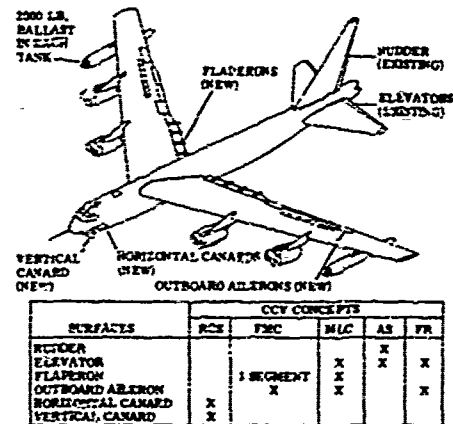 2000 LB.
BALLAST
IN EACH
TANK
FLAPERONS
(NEW)
RUDDER
(EXISTING)
ELEVATORS
(EXISTING)
VERTICAL
CANARD
(NEW)
HORIZONTAL CANARDS
(NEW)
OUTBOARD AILERONS (NEW)
CCV CONCEPTS
SURFACES RCS FMC MLC AS FR
RUDDER X
ELEVATOR X X X
FLAPERON 3 SEGMENT X
OUTBOARD AILERON X X X
HORIZONTAL CANARD X
VERTICAL CANARD X